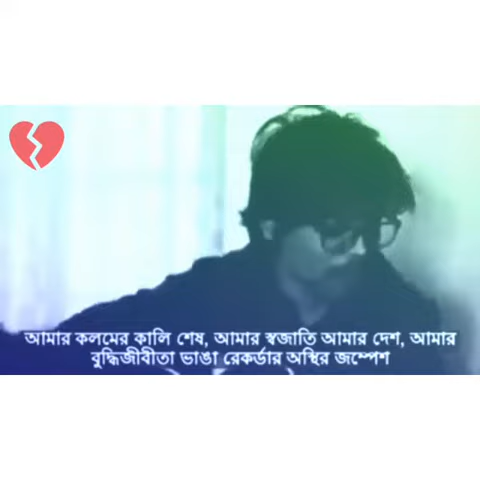 আমার কলমের কালি শেষ, আমার স্বজাতি আমার দেশ, আমার
বুদ্ধিজীবীতা ভাঙা রেকর্ডার অস্থির জম্পেশ